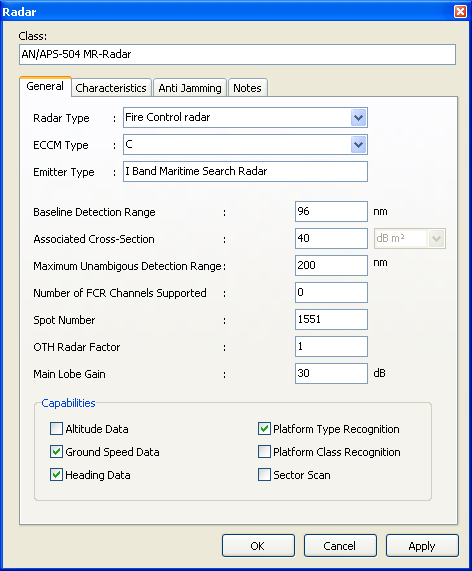 Radar
Class:
AN/APS-504 MR-Radar
General Characteristics Anti Jamming Notes
Radar Type : Fire Control radar
ECCM Type : C
Emitter Type : I Band Maritime Search Radar
Baseline Detection Range : 96 nm
Associated Cross-Section : 40 dB m²
Maximum Unambigous Detection Range: 200 nm
Number of FCR Channels Supported : 0
Spot Number : 1551
OTH Radar Factor : 1
Main Lobe Gain : 30 dB
Capabilities
Altitude Data Platform Type Recognition
Ground Speed Data Platform Class Recognition
Heading Data Sector Scan
OK Cancel Apply